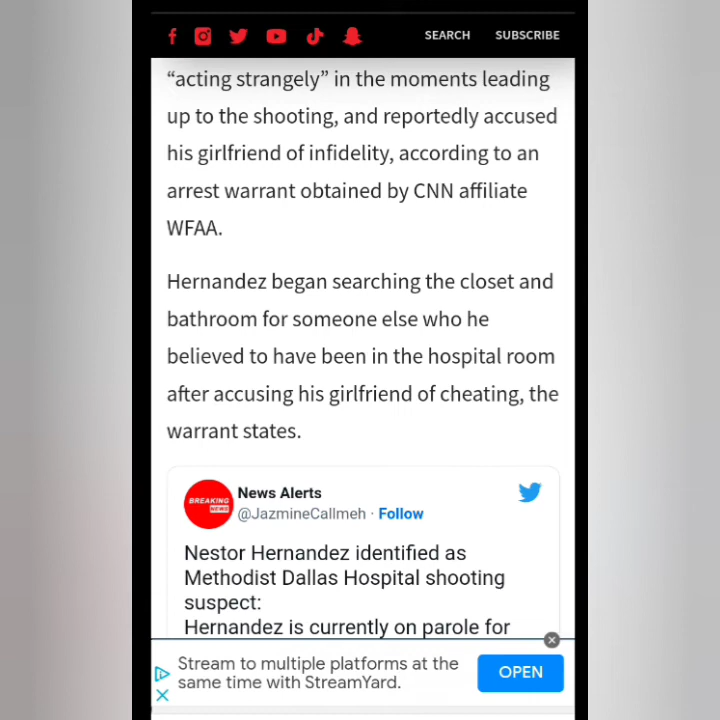 SEARCH SUBSCRIBE
“acting strangely” in the moments leading
up to the shooting, and reportedly accused
his girlfriend of infidelity, according to an
arrest warrant obtained by CNN affiliate
WFAA.
Hernandez began searching the closet and
bathroom for someone else who he
believed to have been in the hospital room
after accusing his girlfriend of cheating, the
warrant states.
BREAKING
NEWS
News Alerts
@JazmineCallmeh · Follow
Nestor Hernandez identified as
Methodist Dallas Hospital shooting
suspect:
Hernandez is currently on parole for
Stream to multiple platforms at the
same time with StreamYard.
OPEN